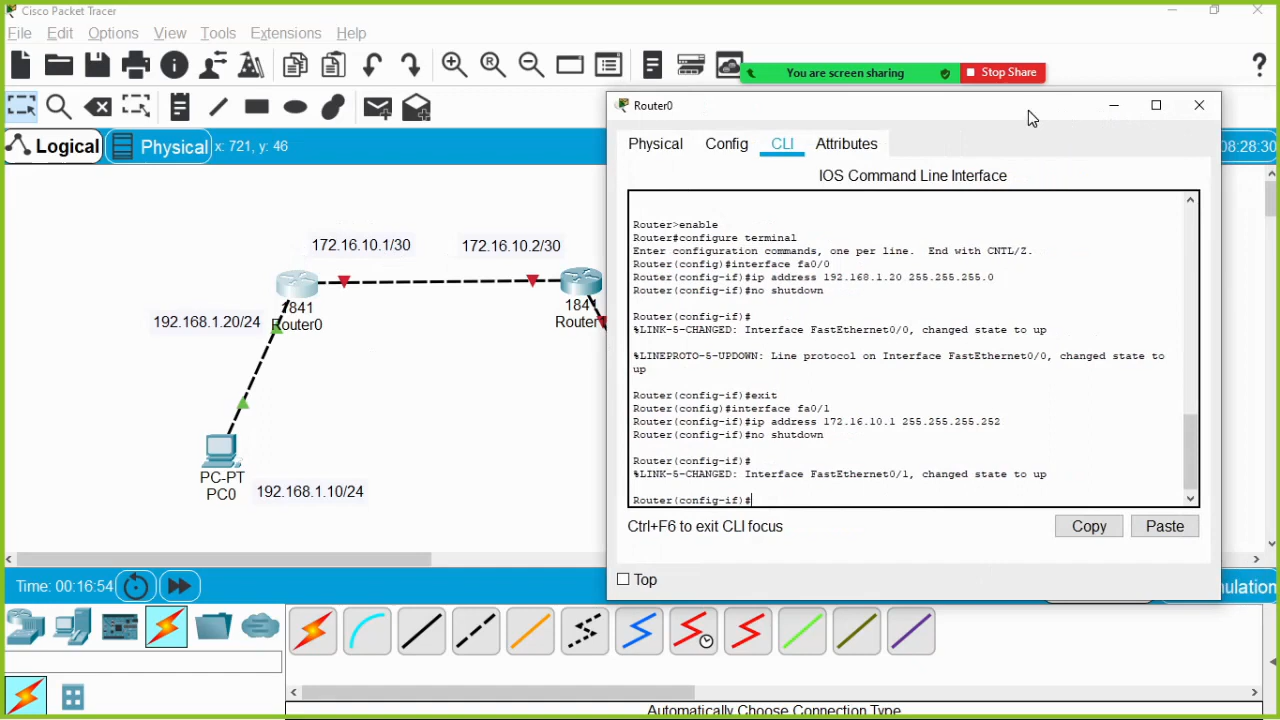 Cisco Packet Tracer
File Edit Options View Tools Extensions Help
You are screen sharing
Stop Share
Logical
Physical
x: 721, y: 46
08:28:30
172.16.10.1/30
172.16.10.2/30
1841
Router0
192.168.1.20/24
PC-PT
PC0
192.168.1.10/24
Router0
Physical Config CLI Attributes
IOS Command Line Interface
Router>enable
Router#configure terminal
Enter configuration commands, one per line. End with CNTL/Z.
Router(config)#interface fa0/0
Router(config-if)#ip address 192.168.1.20 255.255.255.0
Router(config-if)#no shutdown
Router(config-if)#
%LINK-5-CHANGED: Interface FastEthernet0/0, changed state to up
%LINEPROTO-5-UPDOWN: Line protocol on Interface FastEthernet0/0, changed state to
up
Router(config-if)#exit
Router(config)#interface fa0/1
Router(config-if)#ip address 172.16.10.1 255.255.255.252
Router(config-if)#no shutdown
Router(config-if)#
%LINK-5-CHANGED: Interface FastEthernet0/1, changed state to up
Router(config-if)#
Ctrl+F6 to exit CLI focus
Copy
Paste
Top
Time: 00:16:54
Automatically Choose Connection Type